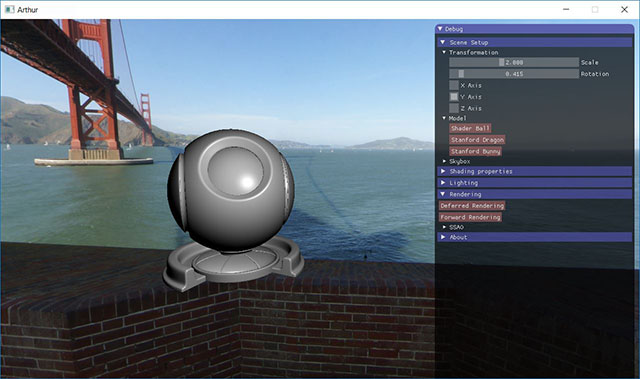 Arthur
Debug
Scene Setup
Transformation
2.000 Scale
0.415 Rotation
X Axis
Y Axis
Z Axis
Model
Shader Ball
Stanford Dragon
Stanford Bunny
Skybox
Shading properties
Lighting
Rendering
Deferred Rendering
Forward Rendering
SSAO
About